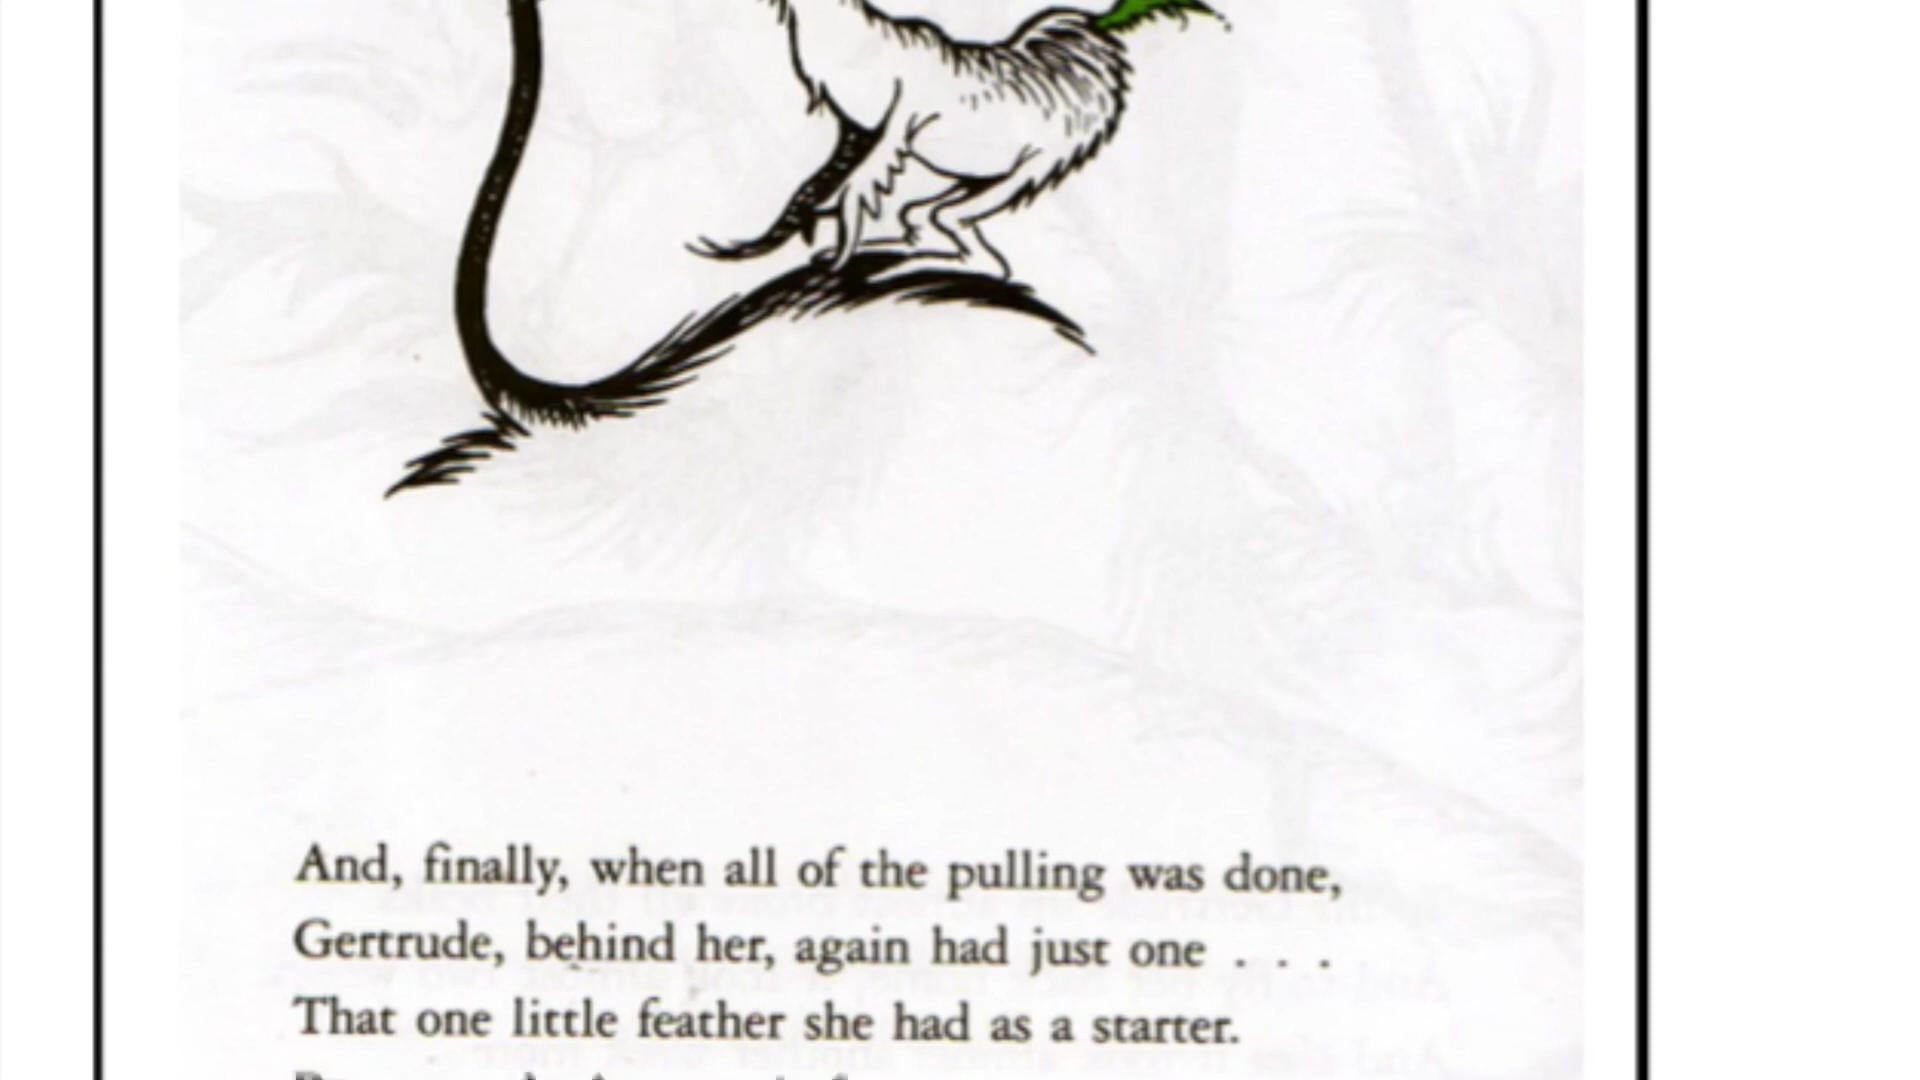 And, finally, when all of the pulling was done,
Gertrude, behind her, again had just one . . .
That one little feather she had as a starter.